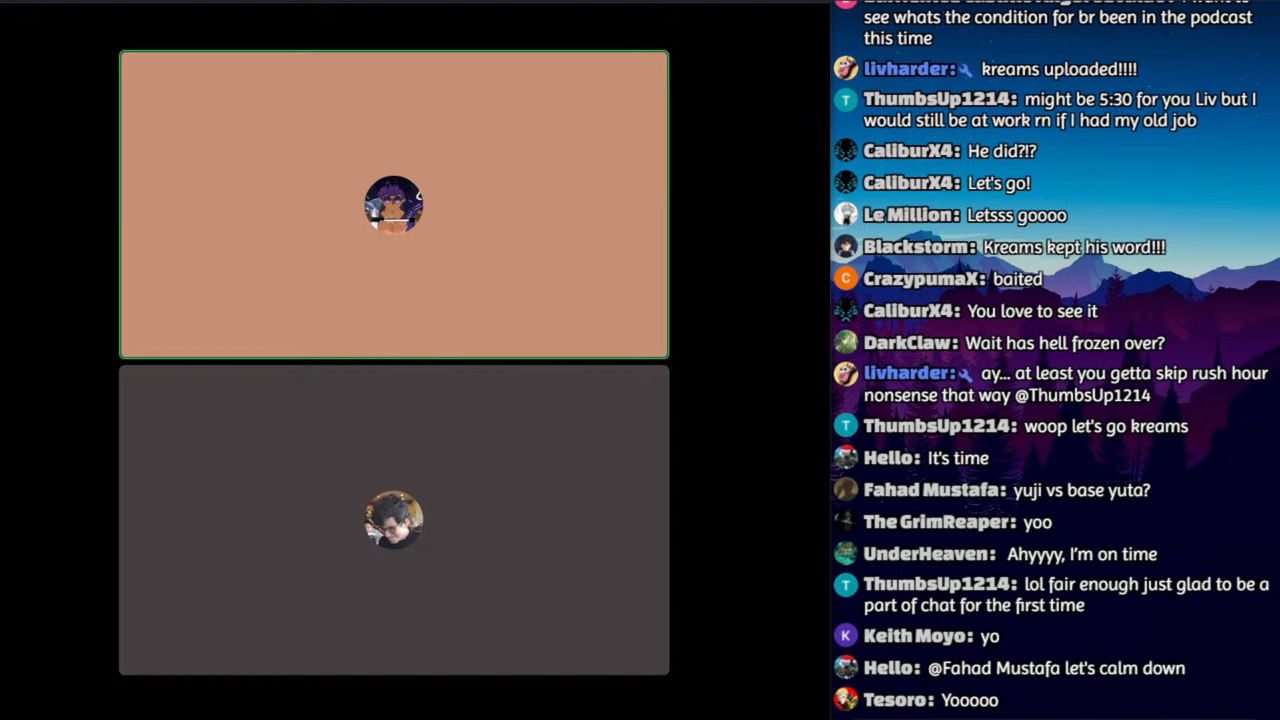 see whats the condition for br been in the podcast
this time
livharder: kreams uploaded!!!!
T ThumbsUp1214: might be 5:30 for you Liv but I
would still be at work rn if I had my old job
CaliburX4: He did?!?
CaliburX4: Let's go!
Le Million: Letsss goooo
Blackstorm: Kreams kept his word!!!
C CrazypumaX: baited
CaliburX4: You love to see it
DarkClaw: Wait has hell frozen over?
livharder: ay... at least you getta skip rush hour
nonsense that way @ThumbsUp1214
T ThumbsUp1214: woop let's go kreams
Hello: It's time
Fahad Mustafa: yuji vs base yuta?
The GrimReaper: yoo
UnderHeaven: Ahyyyy, I'm on time
T ThumbsUp1214: lol fair enough just glad to be a
part of chat for the first time
K Keith Moyo: yo
Hello: @Fahad Mustafa let's calm down
Tesoro: Yooooo